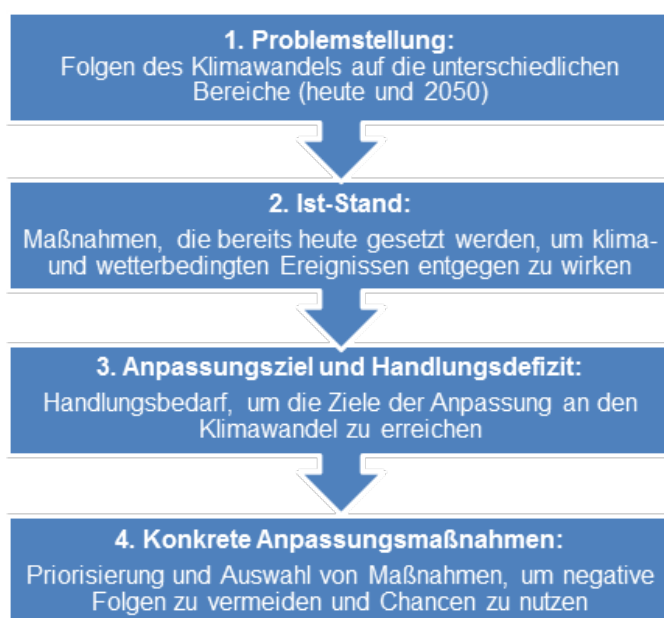 1. Problemstellung:
Folgen des Klimawandels auf die unterschiedlichen
Bereiche (heute und 2050)
2. Ist-Stand:
Maßnahmen, die bereits heute gesetzt werden, um klima-
und wetterbedingten Ereignissen entgegen zu wirken
3. Anpassungsziel und Handlungsdefizit:
Handlungsbedarf, um die Ziele der Anpassung an den
Klimawandel zu erreichen
4. Konkrete Anpassungsmaßnahmen:
Priorisierung und Auswahl von Maßnahmen, um negative
Folgen zu vermeiden und Chancen zu nutzen